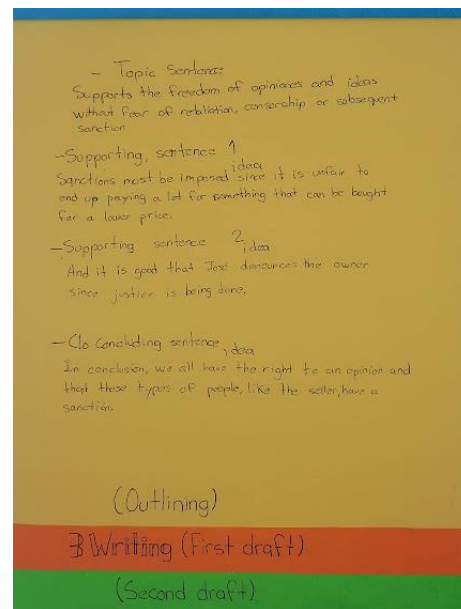 - Topic Sentence
Supports the freedom of opinions and ideas
without fear of retaliation, censorship or subsequent
sanction
-Supporting, sentence 1
idea
Sanctions must be imposed since it is unfair to
end up paying a lot for something that can be bought
for a lower price.
-Supporting sentence 2
idea
And it is good that José denounces the owner
since justice is being done.
-Clo Concluding sentence, idea
In conclusion, we all have the right to an opinion and
that these types of people, like the seller, have a
sanction.
(Outlining)
3 Writing (First draft)
(Second draft)